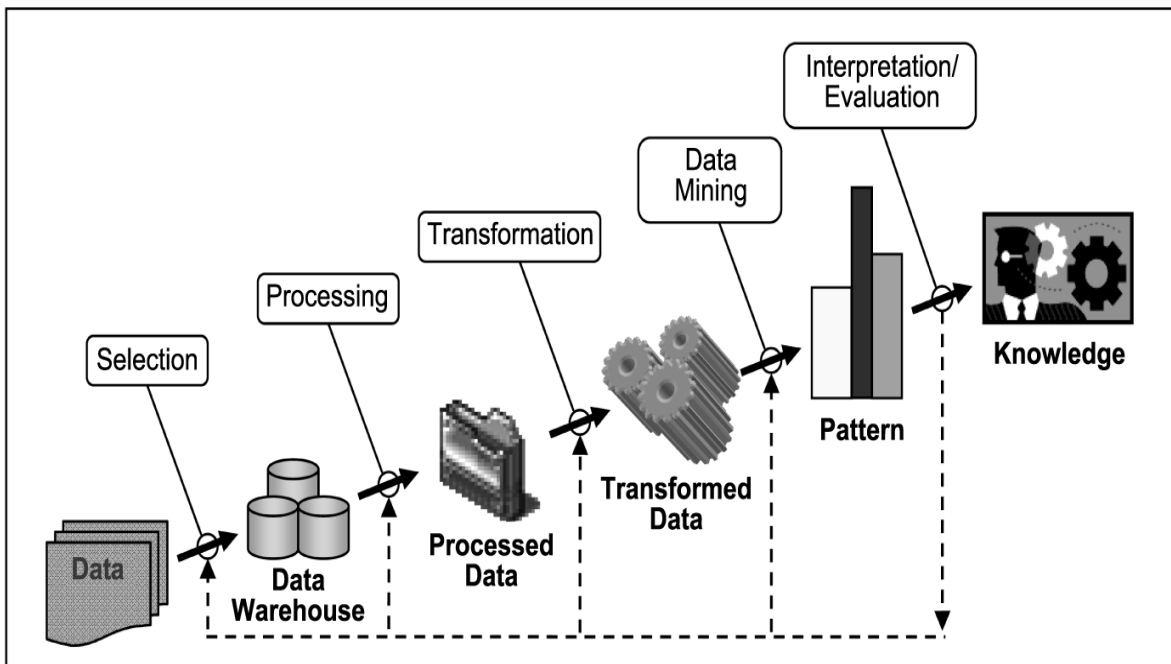 Interpretation/
Evaluation
Data
Mining
Transformation
Processing
Selection
Knowledge
Pattern
Transformed
Data
Processed
Data
Data
Warehouse
Data